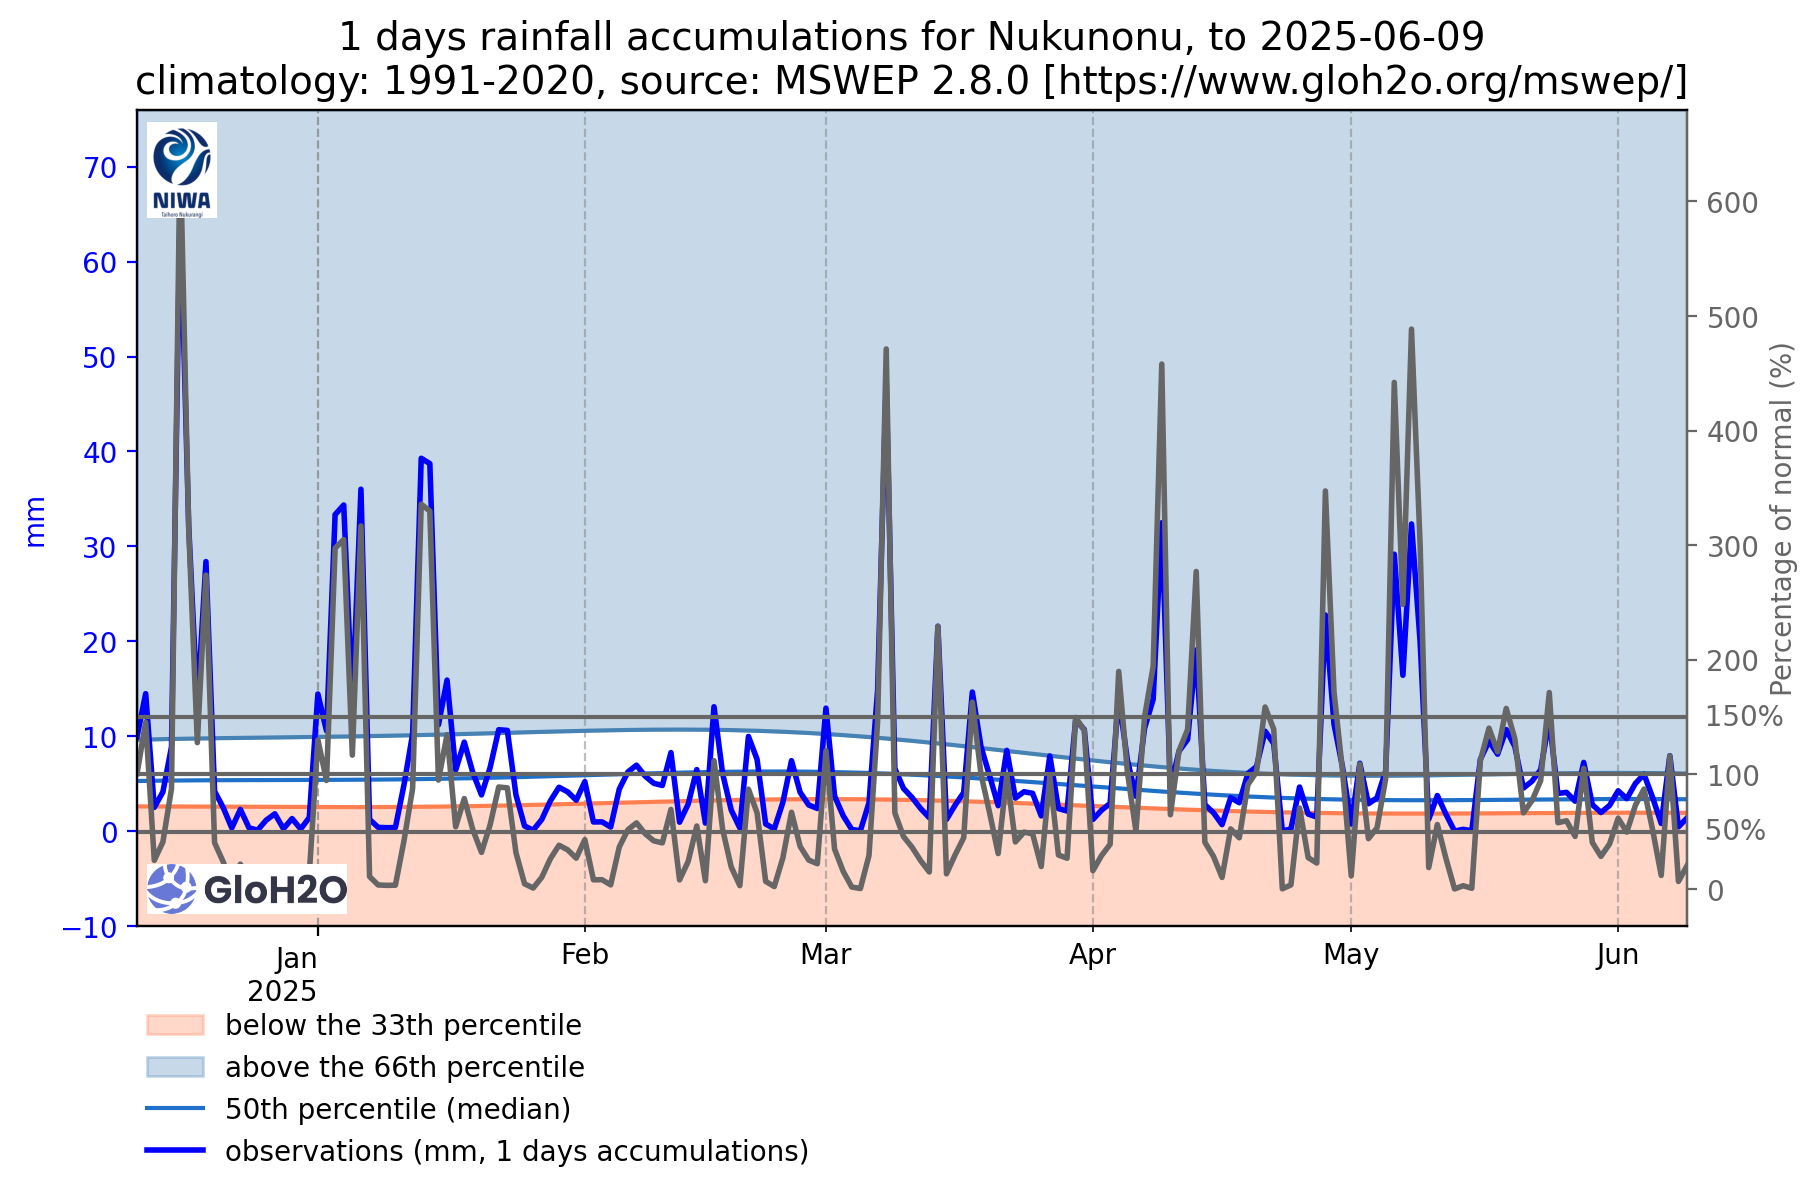 1 days rainfall accumulations for Nukunonu, to 2025-06-09
climatology: 1991-2020, source: MSWEP 2.8.0 [https://www.gloh2o.org/mswep/]
NIWA
Taihoro Nukurangi
70
60
50
40
30
20
10
0
−10
mm
600
500
400
300
200
150%
100
50%
0
Percentage of normal (%)
GloH2O
Jan
2025
Feb
Mar
Apr
May
Jun
below the 33th percentile
above the 66th percentile
50th percentile (median)
observations (mm, 1 days accumulations)